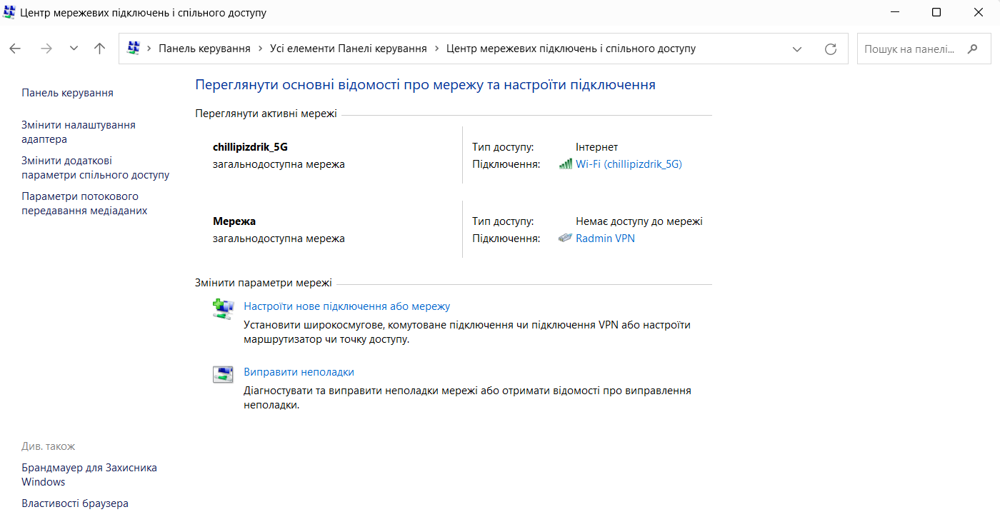 Центр мережевих підключень і спільного доступу
Панель керування
Усі елементи Панелі керування
Центр мережевих підключень і спільного доступу
Пошук на панелі...
Панель керування
Змінити налаштування
адаптера
Змінити додаткові
параметри спільного доступу
Параметри потокового
передавання медіаданих
Переглянути основні відомості про мережу та настроїти підключення
Переглянути активні мережі
chillipizdrik_5G
загальнодоступна мережа
Тип доступу: Інтернет
Підключення: Wi-Fi (chillipizdrik_5G)
Мережа
загальнодоступна мережа
Тип доступу: Немає доступу до мережі
Підключення: Radmin VPN
Змінити параметри мережі
Настроїти нове підключення або мережу
Установити широкосмугове, комутоване підключення чи підключення VPN або настроїти
маршрутизатор чи точку доступу.
Виправити неполадки
Діагностувати та виправити неполадки мережі або отримати відомості про виправлення
неполадки.
Див. також
Брандмауер для Захисника
Windows
Властивості браузера